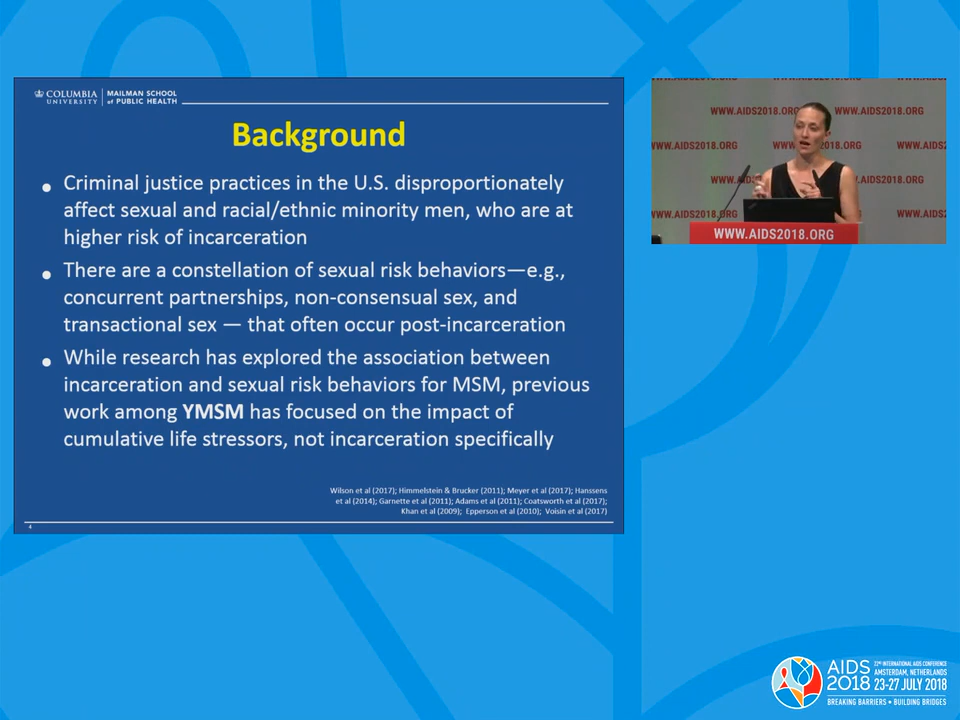 COLUMBIA UNIVERSITY
MAILMAN SCHOOL of PUBLIC HEALTH
Background
• Criminal justice practices in the U.S. disproportionately
affect sexual and racial/ethnic minority men, who are at
higher risk of incarceration
• There are a constellation of sexual risk behaviors—e.g.,
concurrent partnerships, non-consensual sex, and
transactional sex — that often occur post-incarceration
• While research has explored the association between
incarceration and sexual risk behaviors for MSM, previous
work among YMSM has focused on the impact of
cumulative life stressors, not incarceration specifically
Wilson et al (2017); Himmelstein & Brucker (2011); Meyer et al (2017); Hanssens
et al (2014); Garnette et al (2011); Adams et al (2011); Coatsworth et al (2017);
Khan et al (2009); Epperson et al (2010); Voisin et al (2017)
4
WWW.AIDS2018.ORG WWW.AIDS2018.ORG
WWW.AIDS2018.ORG
AIDS 2018
22ND INTERNATIONAL AIDS CONFERENCE
AMSTERDAM, NETHERLANDS
23-27 JULY 2018
BREAKING BARRIERS • BUILDING BRIDGES